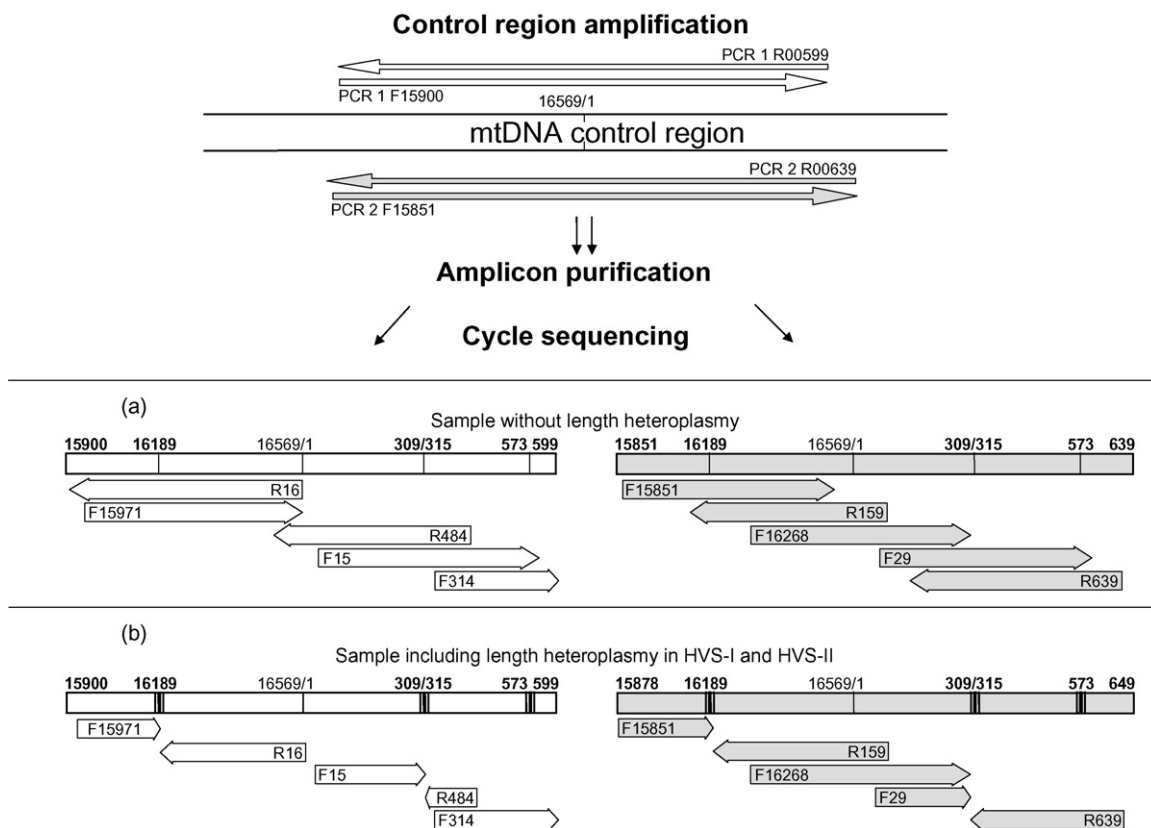 Control region amplification
PCR 1 R00599
PCR 1 F15900
16569/1
mtDNA control region
PCR 2 R00639
PCR 2 F15851
Amplicon purification
Cycle sequencing
(a)
Sample without length heteroplasmy
15900 16189 16569/1 309/315 573 599
15851 16189 16569/1 309/315 573 639
R16
F15971
R484
F15
F314
F15851
R159
F16268
F29
R639
(b)
Sample including length heteroplasmy in HVS-I and HVS-II
15900 16189 16569/1 309/315 573 599
15878 16189 16569/1 309/315 573 649
F15971
R16
F15
R484
F314
F15851
R159
F16268
F29
R639